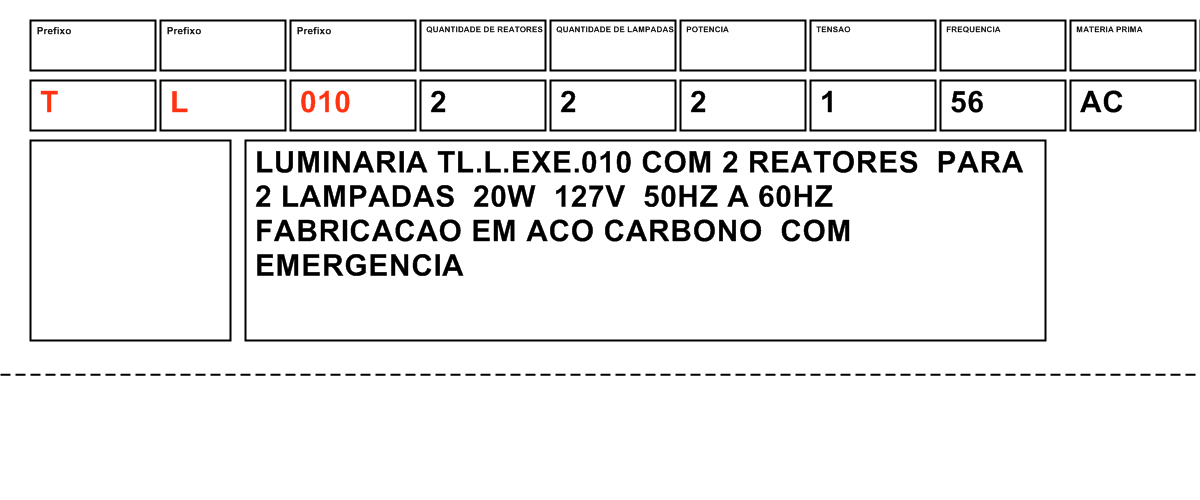 Prefixo Prefixo Prefixo QUANTIDADE DE REATORES QUANTIDADE DE LAMPADAS POTENCIA TENSAO FREQUENCIA MATERIA PRIMA
T L 010 2 2 2 1 56 AC
LUMINARIA TL.L.EXE.010 COM 2 REATORES PARA
2 LAMPADAS 20W 127V 50HZ A 60HZ
FABRICACAO EM ACO CARBONO COM
EMERGENCIA